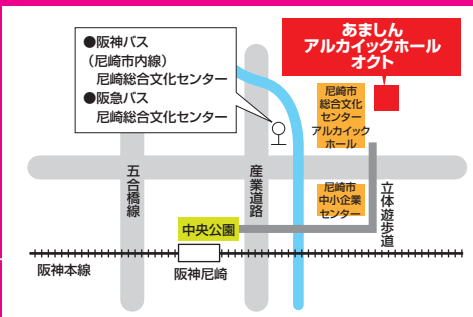 ●阪神バス
（尼崎市内線）
尼崎総合文化センター
●阪急バス
尼崎総合文化センター
あましん
アルカイックホール
オクト
尼崎市
総合文化
センター
アルカイック
ホール
五合橋線
産業道路
尼崎市
中小企業
センター
立体遊歩道
中央公園
阪神本線
阪神尼崎